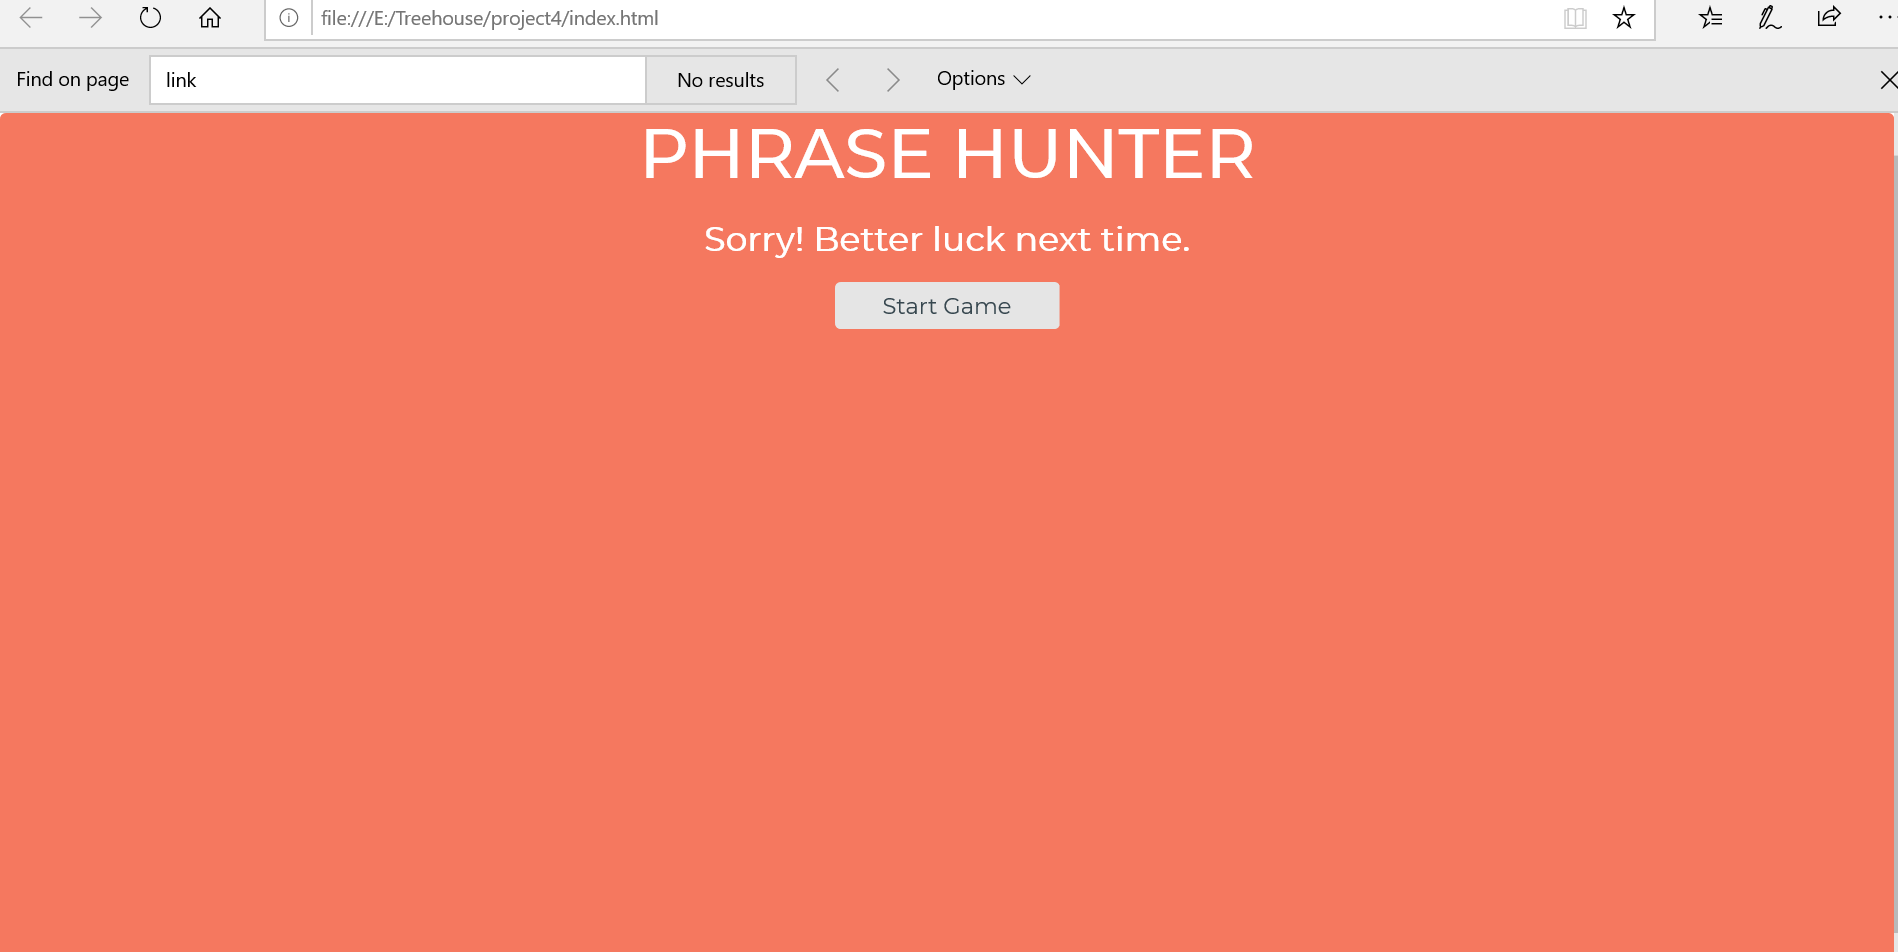 file:///E:/Treehouse/project4/index.html
Find on page link No results Options
PHRASE HUNTER
Sorry! Better luck next time.
Start Game